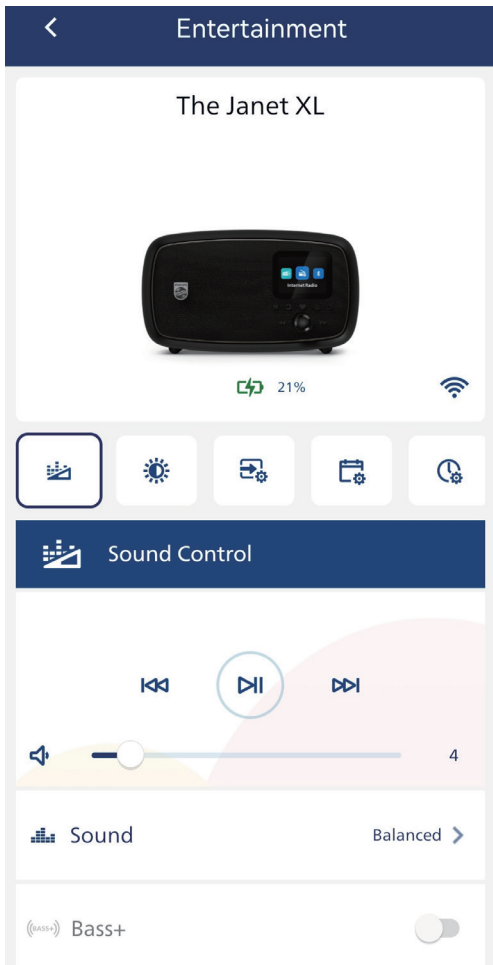 Entertainment
The Janet XL
Internet Radio
21%
Sound Control
4
Sound
Balanced
((BASS+))
Bass+